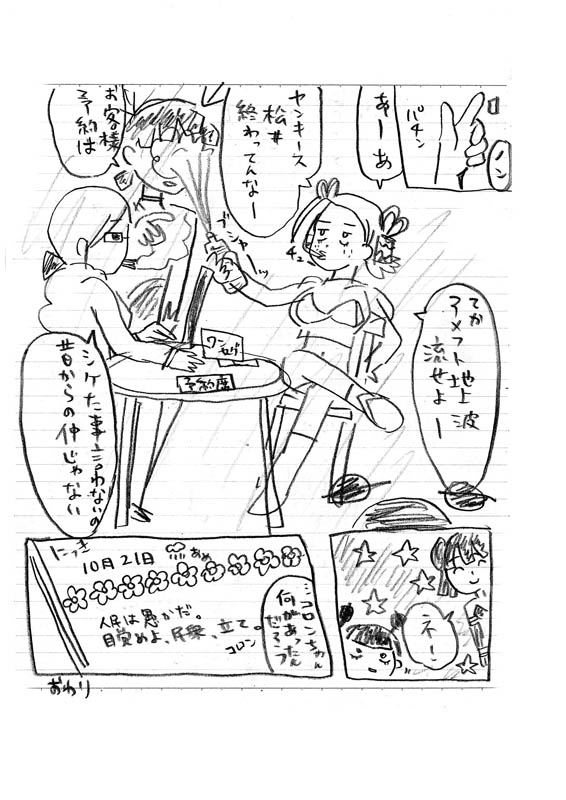 ノン
パチン
あーあ
ヤンキース
松井
終わってんなー
お客様
予約は
ブシャーッ
てか
アメフト地上波
流せよー
ワンセグ
予約席
シケた事言わないの
昔からの仲じゃない
ネー
にっき
10月21日
あめ
人民は愚かだ。
目覚めよ、民衆、立て。
コロン
…コロンちゃん
何があったん
だろう
おわり